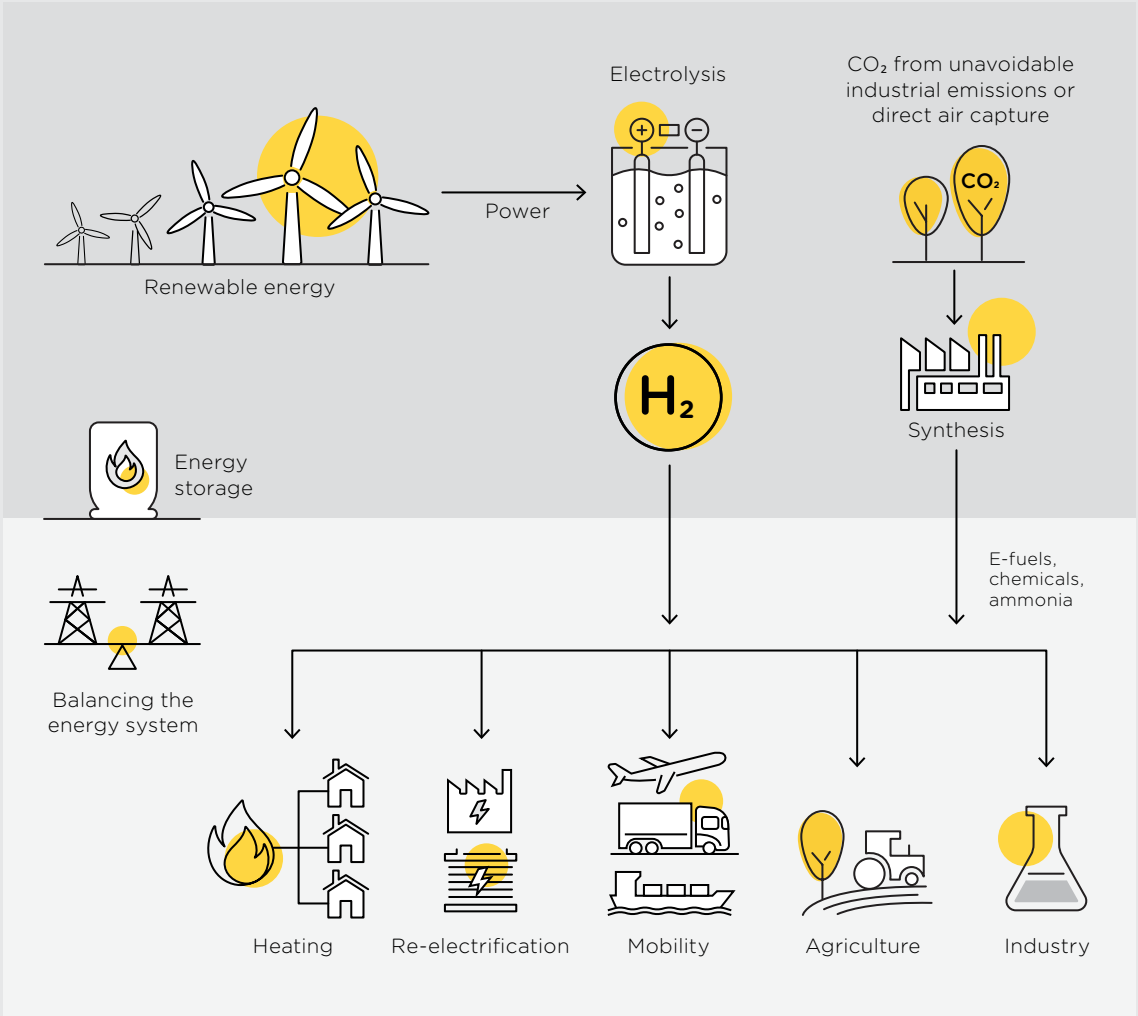 Electrolysis
CO₂ from unavoidable
industrial emissions or
direct air capture
+
−
CO₂
Power
Renewable energy
H₂
Synthesis
Energy
storage
E-fuels,
chemicals,
ammonia
Balancing the
energy system
Heating
Re-electrification
Mobility
Agriculture
Industry